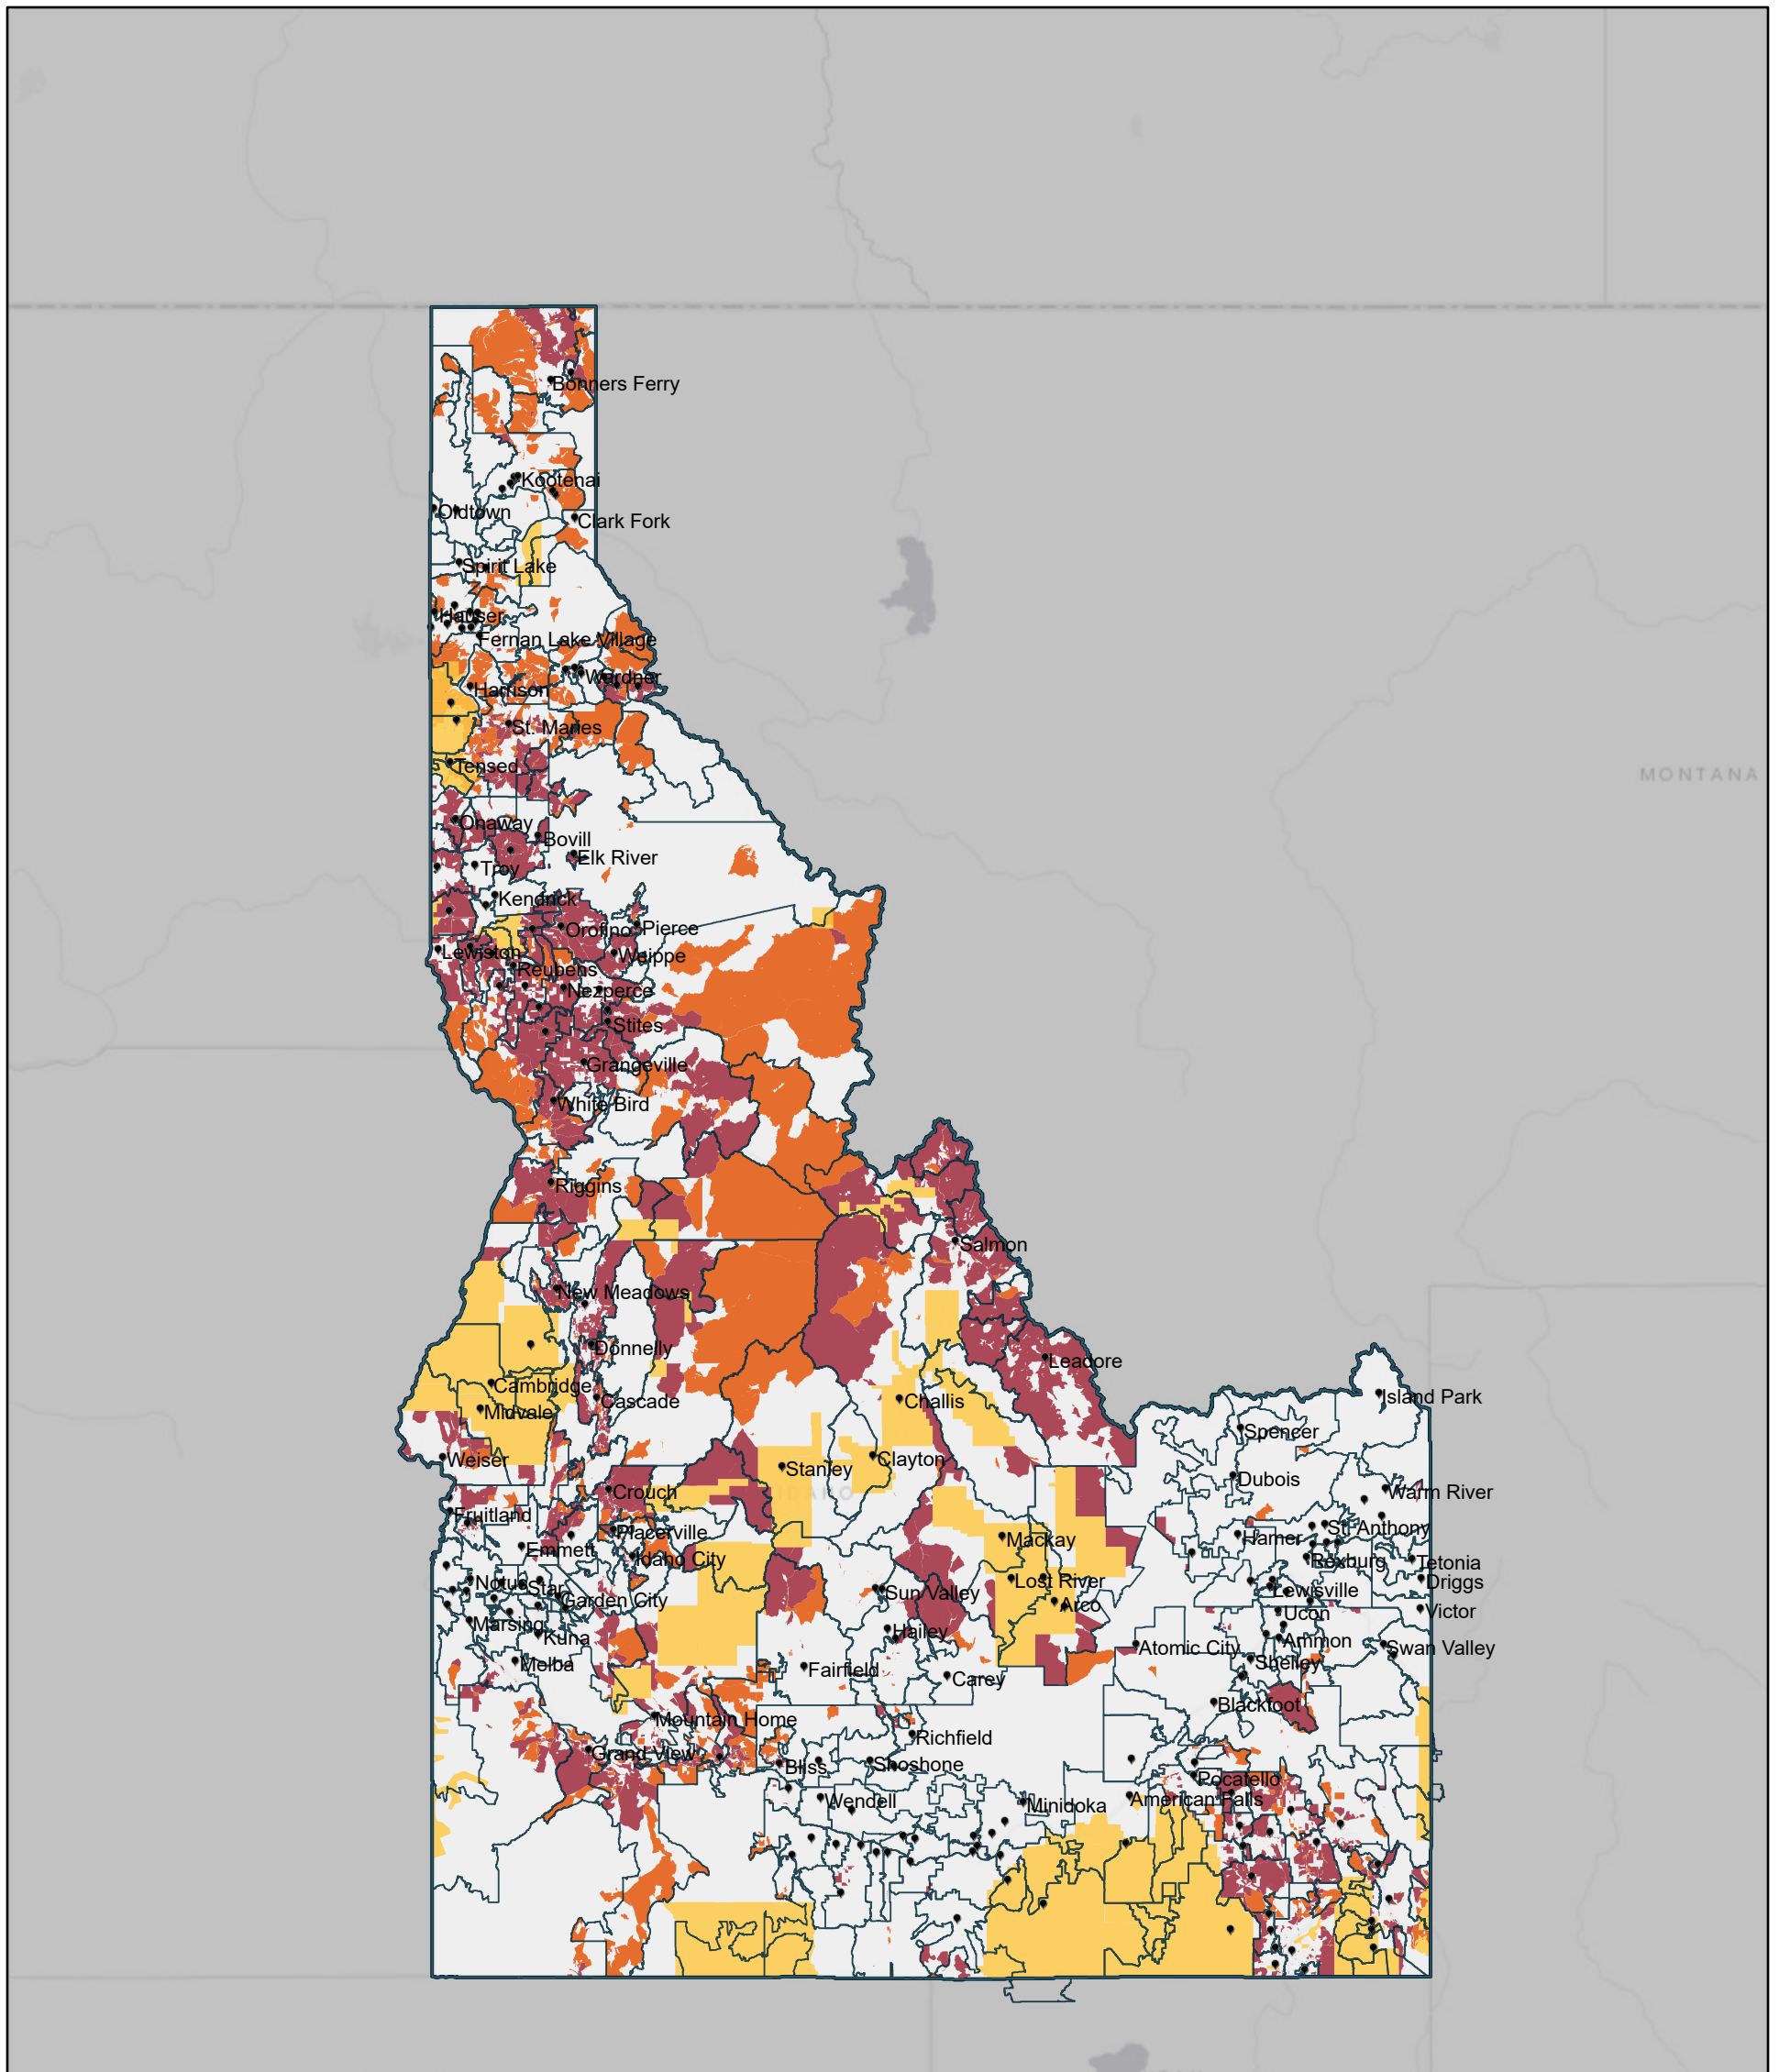 Bonners Ferry
Kootenai
Oldtown
Clark Fork
Spirit Lake
Hauser
Fernan Lake Village
Wardner
Harrison
St. Maries
Tensed
MONTANA
Onaway
Bovill
Elk River
Troy
Kendrick
Orofino
Pierce
Lewiston
Weippe
Reubens
Nezperce
Stites
Grangeville
White Bird
Riggins
Salmon
New Meadows
Donnelly
Leadore
Cambridge
Cascade
Challis
Island Park
Midvale
Spencer
Weiser
Clayton
Stanley
Dubois
IDAHO
Crouch
Warm River
Fruitland
Placerville
St. Anthony
Mackay
Hamer
Emmett
Idaho City
Rexburg
Tetonia
Notus
Star
Lost River
Driggs
Sun Valley
Lewisville
Garden City
Arco
Ucon
Victor
Marsing
Hailey
Kuna
Ammon
Atomic City
Swan Valley
Melba
Shelley
Fairfield
Carey
Blackfoot
Mountain Home
Richfield
Grand View
Bliss
Shoshone
Pocatello
Wendell
Minidoka
American Falls